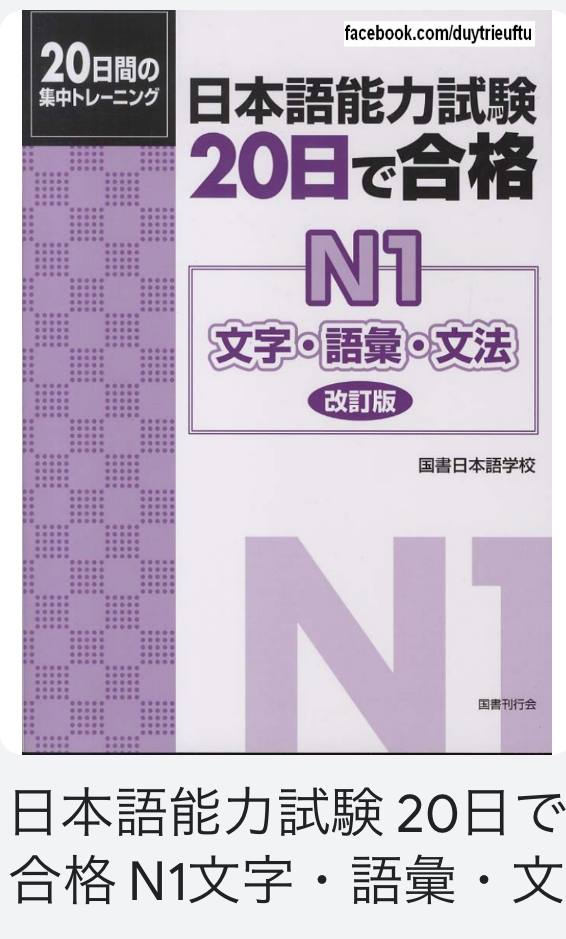 facebook.com/duytrieuftu
20日間の
集中トレーニング
日本語能力試験
20日で合格
N1
文字・語彙・文法
改訂版
国書日本語学校
N1
国書刊行会
日本語能力試験 20日で
合格 N1文字・語彙・文